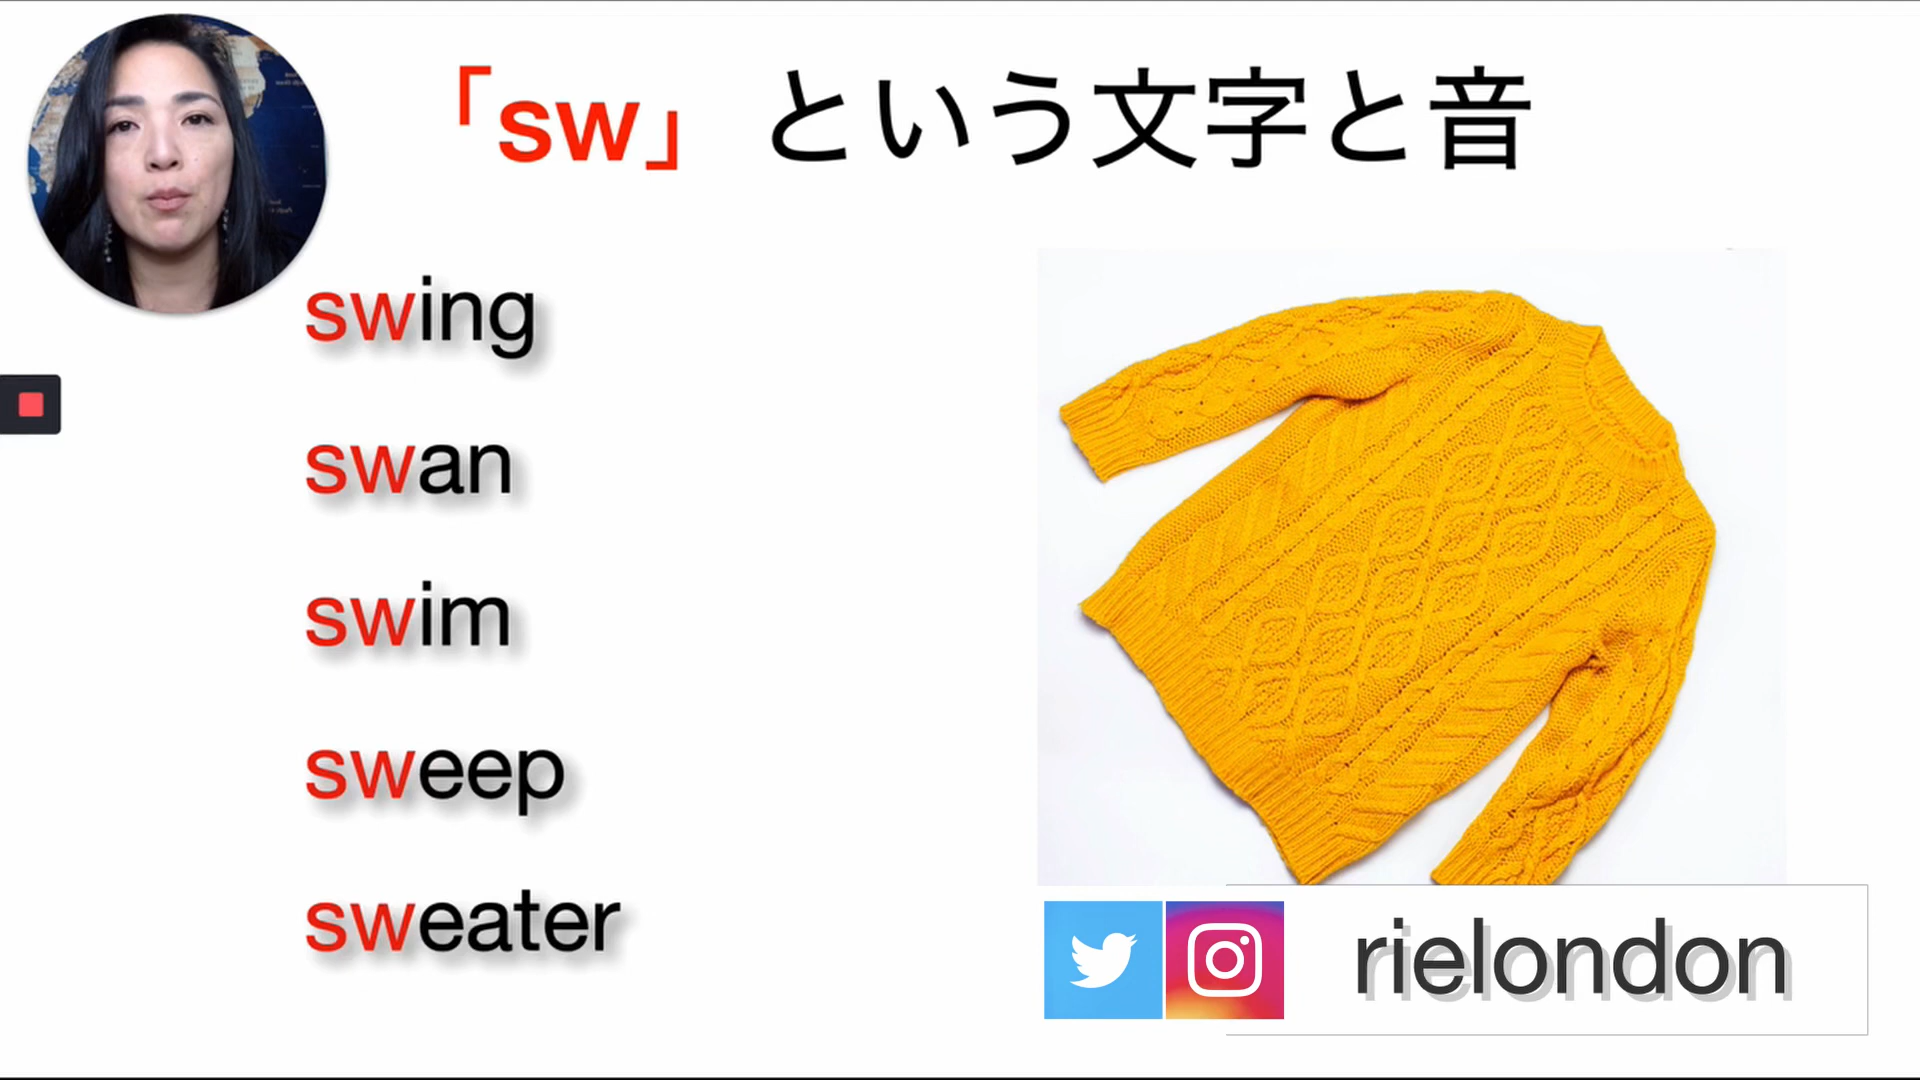 「sw」 という文字と音
swing
swan
swim
sweep
sweater
rielondon